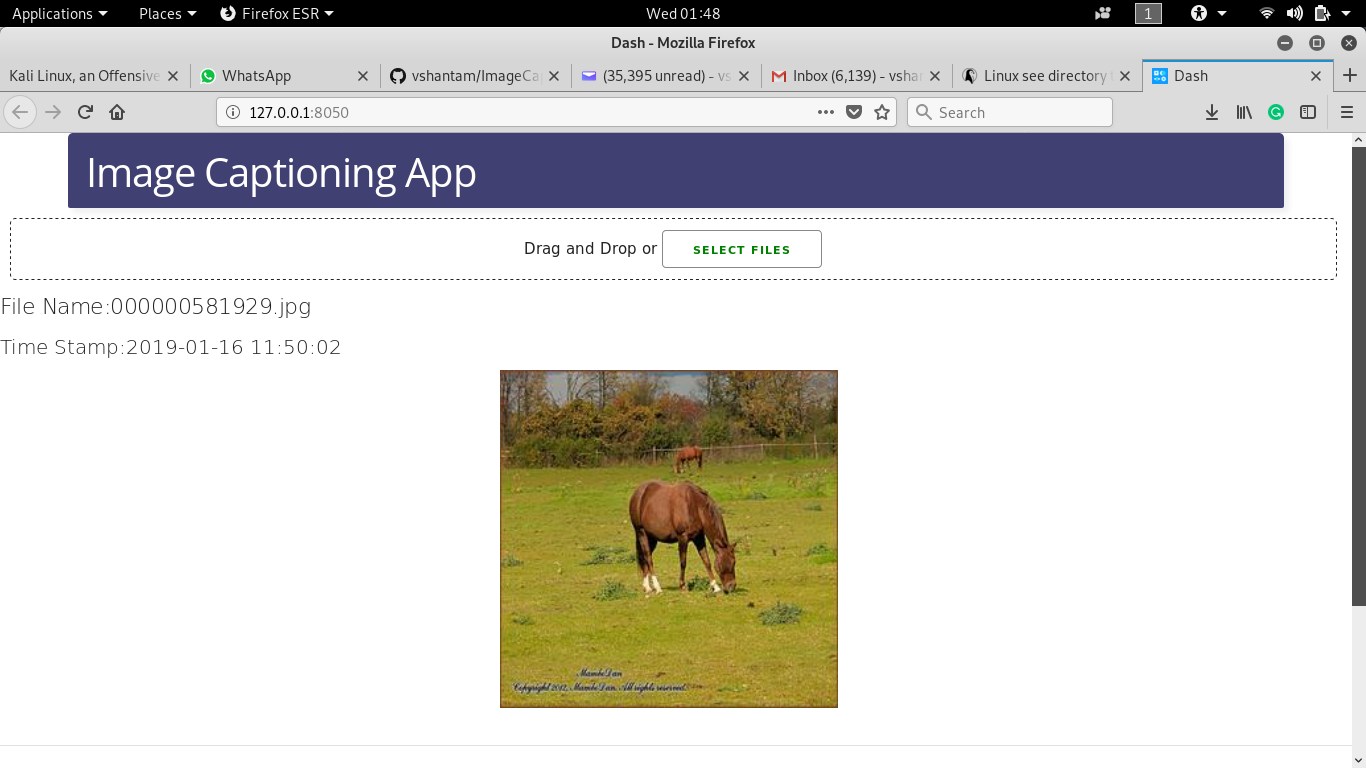 Applications Places Firefox ESR Wed 01:48 1
Dash - Mozilla Firefox
Kali Linux, an Offensive WhatsApp vshantam/ImageCa (35,395 unread) - vs Inbox (6,139) - vshan Linux see directory Dash
127.0.0.1:8050 Search
Image Captioning App
Drag and Drop or SELECT FILES
File Name:000000581929.jpg
Time Stamp:2019-01-16 11:50:02
MamboDan
Copyright 2012, MamboDan. All rights reserved.